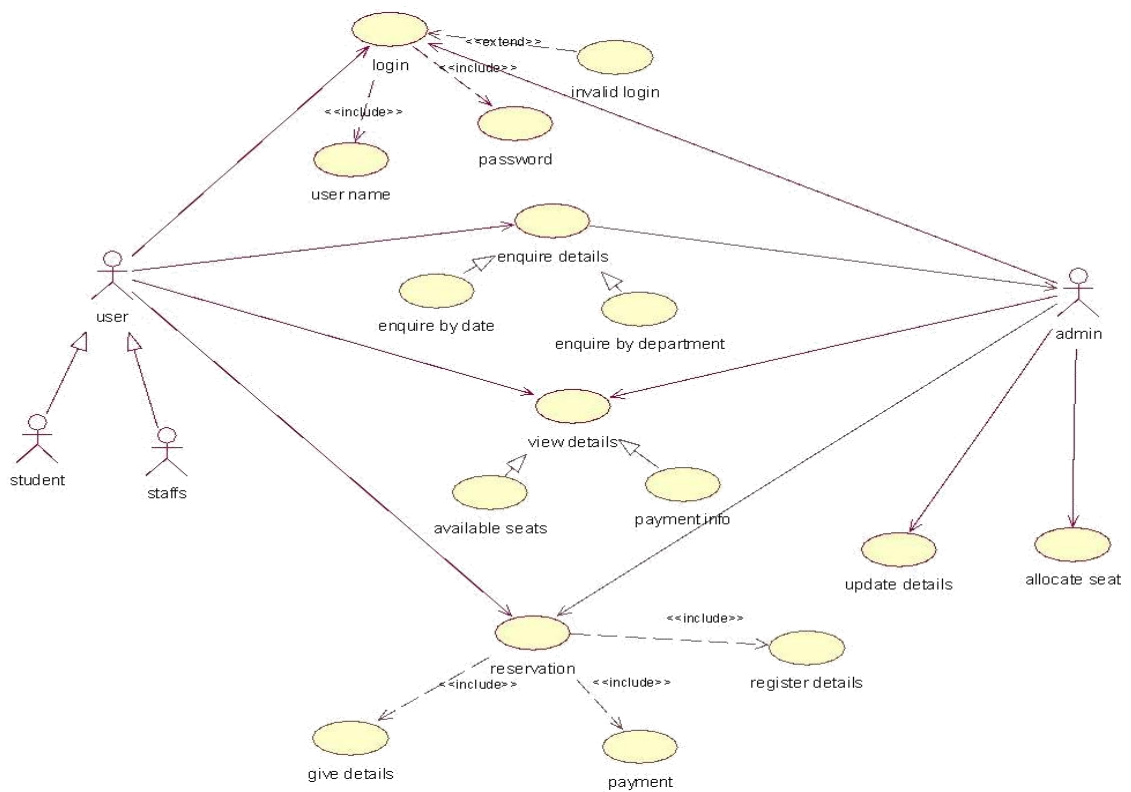 <<extend>>
login
<<include>>
invalid login
<<include>>
password
user name
enquire details
user
enquire by date
admin
enquire by department
view details
student
staffs
available seats
payment info
update details
allocate seat
<<include>>
reservation
<<include>>
<<include>>
register details
give details
payment